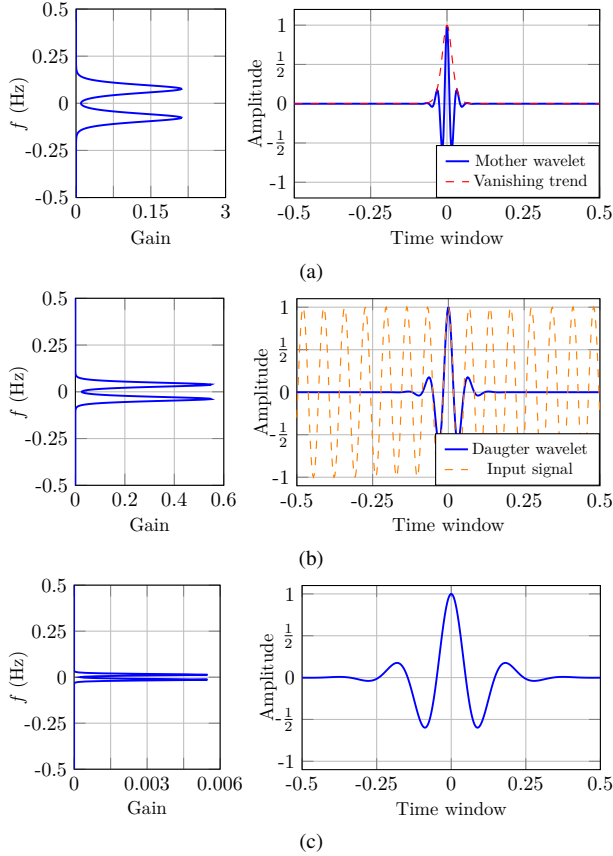 0.5
0.25
0
-0.25
-0.5
f (Hz)
0 0.15 3
Gain
1
1/2
0
-1/2
-1
Amplitude
Mother wavelet
Vanishing trend
-0.5 -0.25 0 0.25 0.5
Time window
(a)
0.5
0.25
0
-0.25
-0.5
f (Hz)
0 0.2 0.4 0.6
Gain
1
1/2
0
-1/2
-1
Amplitude
Daugter wavelet
Input signal
-0.5 -0.25 0 0.25 0.5
Time window
(b)
0.5
0.25
0
-0.25
-0.5
f (Hz)
0 0.003 0.006
Gain
1
1/2
0
-1/2
-1
Amplitude
-0.5 -0.25 0 0.25 0.5
Time window
(c)